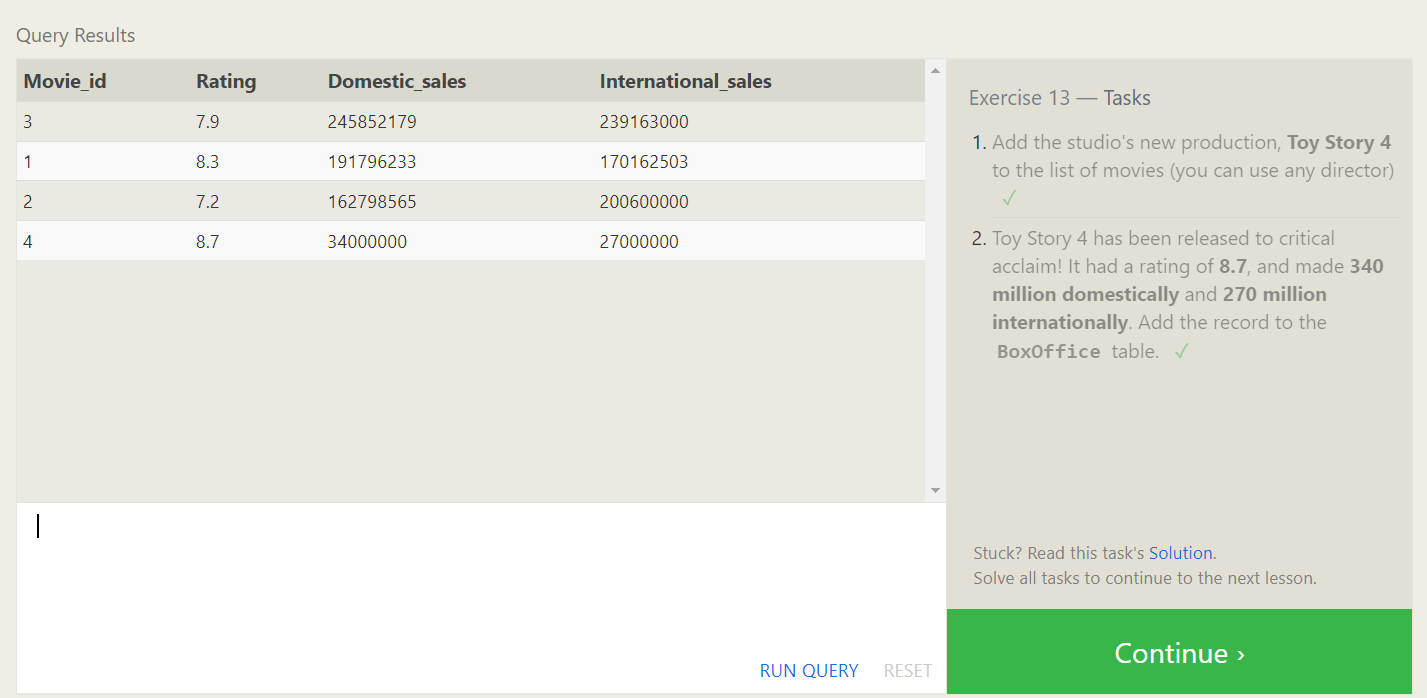 Query Results
Movie_id Rating Domestic_sales International_sales
3 7.9 245852179 239163000
1 8.3 191796233 170162503
2 7.2 162798565 200600000
4 8.7 34000000 27000000
Exercise 13 — Tasks
1. Add the studio's new production, Toy Story 4
to the list of movies (you can use any director)
✓
2. Toy Story 4 has been released to critical
acclaim! It had a rating of 8.7, and made 340
million domestically and 270 million
internationally. Add the record to the
BoxOffice table. ✓
Stuck? Read this task's Solution.
Solve all tasks to continue to the next lesson.
RUN QUERY RESET
Continue ›